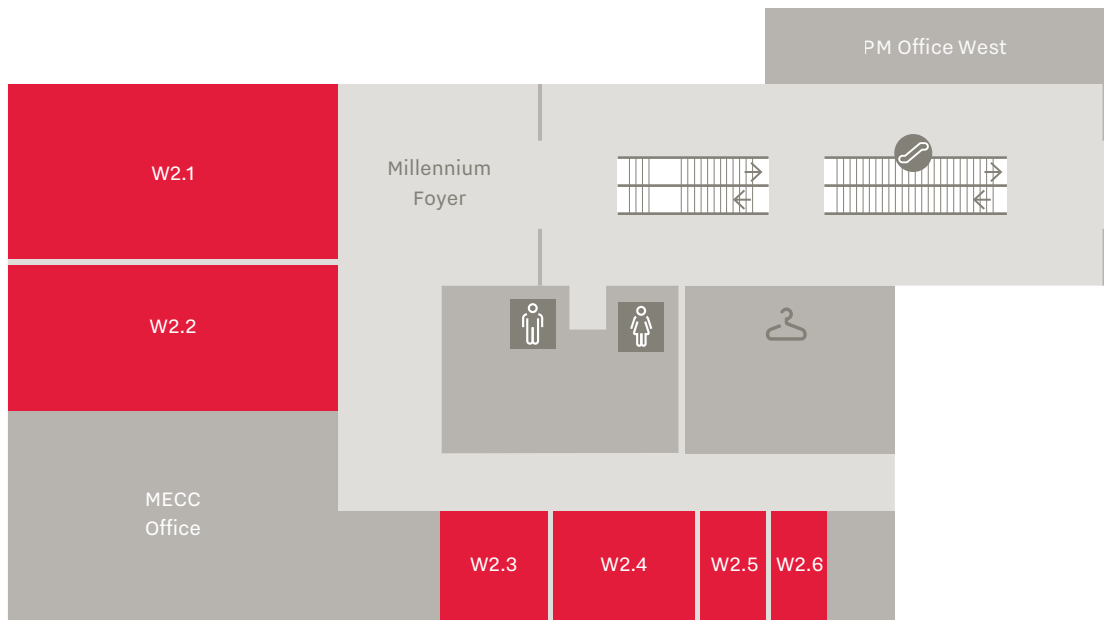 PM Office West
W2.1
Millennium
Foyer
W2.2
MECC
Office
W2.3
W2.4
W2.5
W2.6